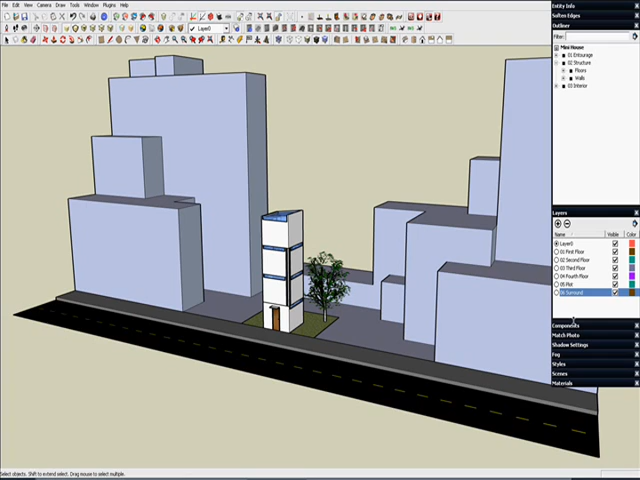 File Edit View Camera Draw Tools Window Plugins Help
Layer0
Entity Info
Soften Edges
Outliner
Filter:
Mini House
01 Entourage
02 Structure
Floors
Walls
03 Interior
Layers
Name Visible Color
Layer0
01 First Floor
02 Second Floor
03 Third Floor
04 Fourth Floor
05 Plot
06 Surround
Components
Match Photo
Shadow Settings
Fog
Styles
Scenes
Materials
Select objects. Shift to extend select. Drag mouse to select multiple.